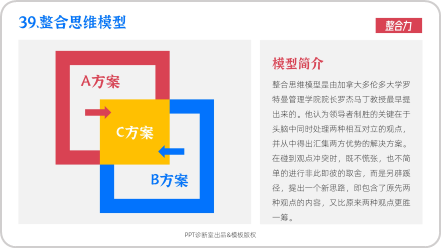 39.整合思维模型
整合力
A方案
C方案
B方案
模型简介
整合思维模型是由加拿大多伦多大学罗
特曼管理学院院长罗杰马丁教授最早提
出来的。他认为领导者制胜的关键在于
头脑中同时处理两种相互对立的观点，
并从中得出汇集两方优势的解决方案。
在碰到观点冲突时，既不慌张，也不简
单的进行非此即彼的取舍，而是另辟蹊
径，提出一个新思路，即包含了原先两
种观点的内容，又比原来两种观点更胜
一筹。
PPT@新雷出品&模板版权